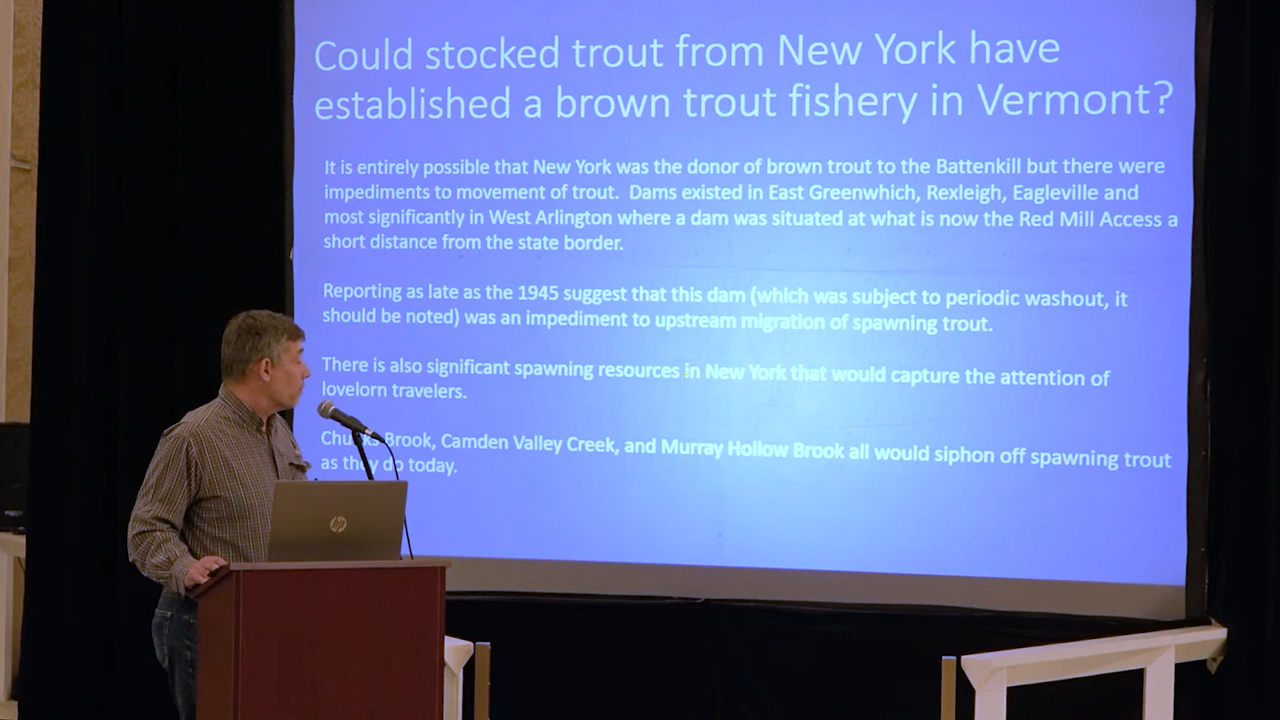 Could stocked trout from New York have
established a brown trout fishery in Vermont?
It is entirely possible that New York was the donor of brown trout to the Battenkill but there were
impediments to movement of trout. Dams existed in East Greenwhich, Rexleigh, Eagleville and
most significantly in West Arlington where a dam was situated at what is now the Red Mill Access a
short distance from the state border.
Reporting as late as the 1945 suggest that this dam (which was subject to periodic washout, it
should be noted) was an impediment to upstream migration of spawning trout.
There is also significant spawning resources in New York that would capture the attention of
lovelorn travelers.
Chucks Brook, Camden Valley Creek, and Murray Hollow Brook all would siphon off spawning trout
as they do today.
hp